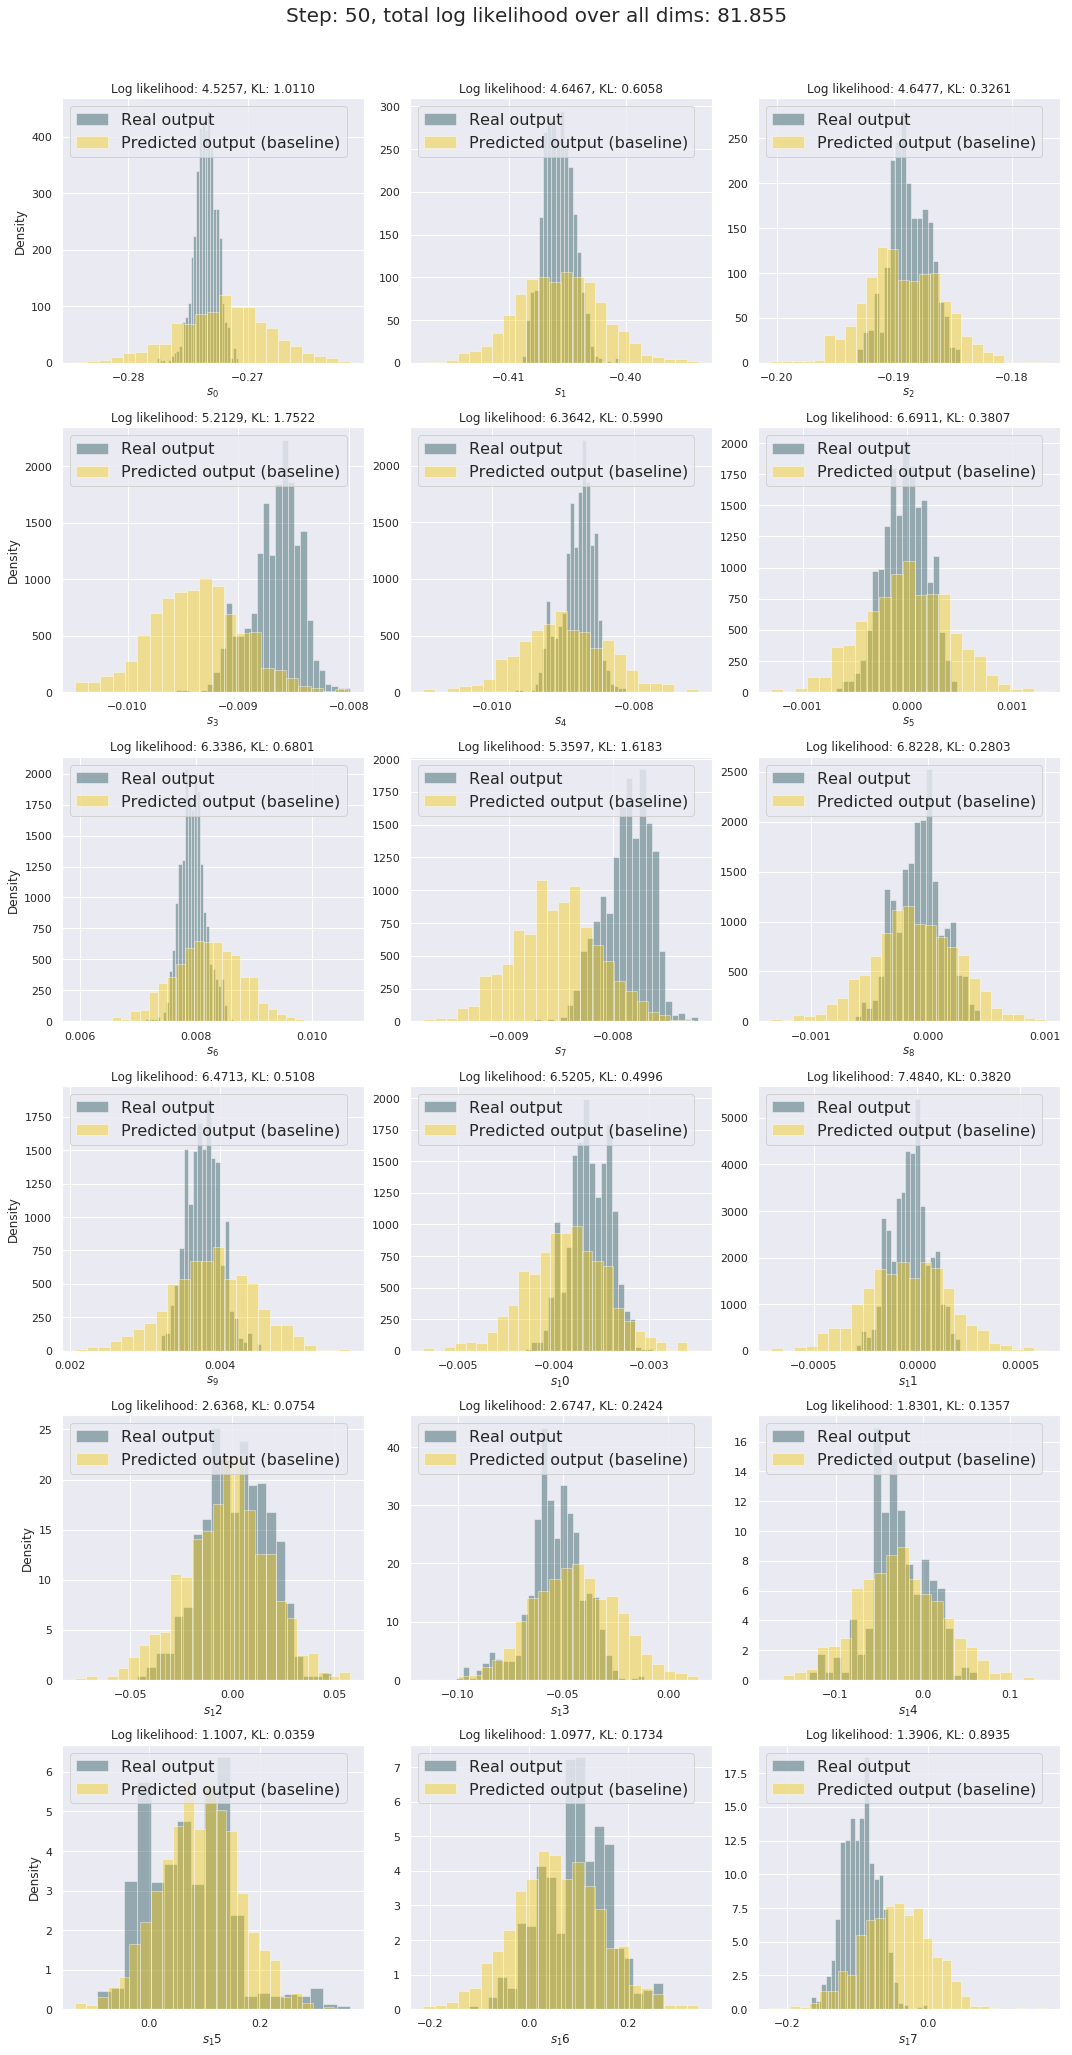 Step: 50, total log likelihood over all dims: 81.855
Log likelihood: 4.5257, KL: 1.0110
Real output
Predicted output (baseline)
Density
400
300
200
100
0
−0.28 −0.27
s0
Log likelihood: 4.6467, KL: 0.6058
Real output
Predicted output (baseline)
300
250
200
150
100
50
0
−0.41 −0.40
s1
Log likelihood: 4.6477, KL: 0.3261
Real output
Predicted output (baseline)
250
200
150
100
50
0
−0.20 −0.19 −0.18
s2
Log likelihood: 5.2129, KL: 1.7522
Real output
Predicted output (baseline)
Density
2000
1500
1000
500
0
−0.010 −0.009 −0.008
s3
Log likelihood: 6.3642, KL: 0.5990
Real output
Predicted output (baseline)
2000
1500
1000
500
0
−0.010 −0.008
s4
Log likelihood: 6.6911, KL: 0.3807
Real output
Predicted output (baseline)
2000
1750
1500
1250
1000
750
500
250
0
−0.001 0.000 0.001
s5
Log likelihood: 6.3386, KL: 0.6801
Real output
Predicted output (baseline)
Density
2000
1750
1500
1250
1000
750
500
250
0
0.006 0.008 0.010
s6
Log likelihood: 5.3597, KL: 1.6183
Real output
Predicted output (baseline)
2000
1750
1500
1250
1000
750
500
250
0
−0.009 −0.008
s7
Log likelihood: 6.8228, KL: 0.2803
Real output
Predicted output (baseline)
2500
2000
1500
1000
500
0
−0.001 0.000 0.001
s8
Log likelihood: 6.4713, KL: 0.5108
Real output
Predicted output (baseline)
Density
1750
1500
1250
1000
750
500
250
0
0.002 0.004
s9
Log likelihood: 6.5205, KL: 0.4996
Real output
Predicted output (baseline)
2000
1750
1500
1250
1000
750
500
250
0
−0.005 −0.004 −0.003
s10
Log likelihood: 7.4840, KL: 0.3820
Real output
Predicted output (baseline)
5000
4000
3000
2000
1000
0
−0.0005 0.0000 0.0005
s11
Log likelihood: 2.6368, KL: 0.0754
Real output
Predicted output (baseline)
Density
25
20
15
10
5
0
−0.05 0.00 0.05
s12
Log likelihood: 2.6747, KL: 0.2424
Real output
Predicted output (baseline)
40
30
20
10
0
−0.10 −0.05 0.00
s13
Log likelihood: 1.8301, KL: 0.1357
Real output
Predicted output (baseline)
16
14
12
10
8
6
4
2
0
−0.1 0.0 0.1
s14
Log likelihood: 1.1007, KL: 0.0359
Real output
Predicted output (baseline)
Density
6
5
4
3
2
1
0
0.0 0.2
s15
Log likelihood: 1.0977, KL: 0.1734
Real output
Predicted output (baseline)
7
6
5
4
3
2
1
0
−0.2 0.0 0.2
s16
Log likelihood: 1.3906, KL: 0.8935
Real output
Predicted output (baseline)
17.5
15.0
12.5
10.0
7.5
5.0
2.5
0.0
−0.2 0.0
s17